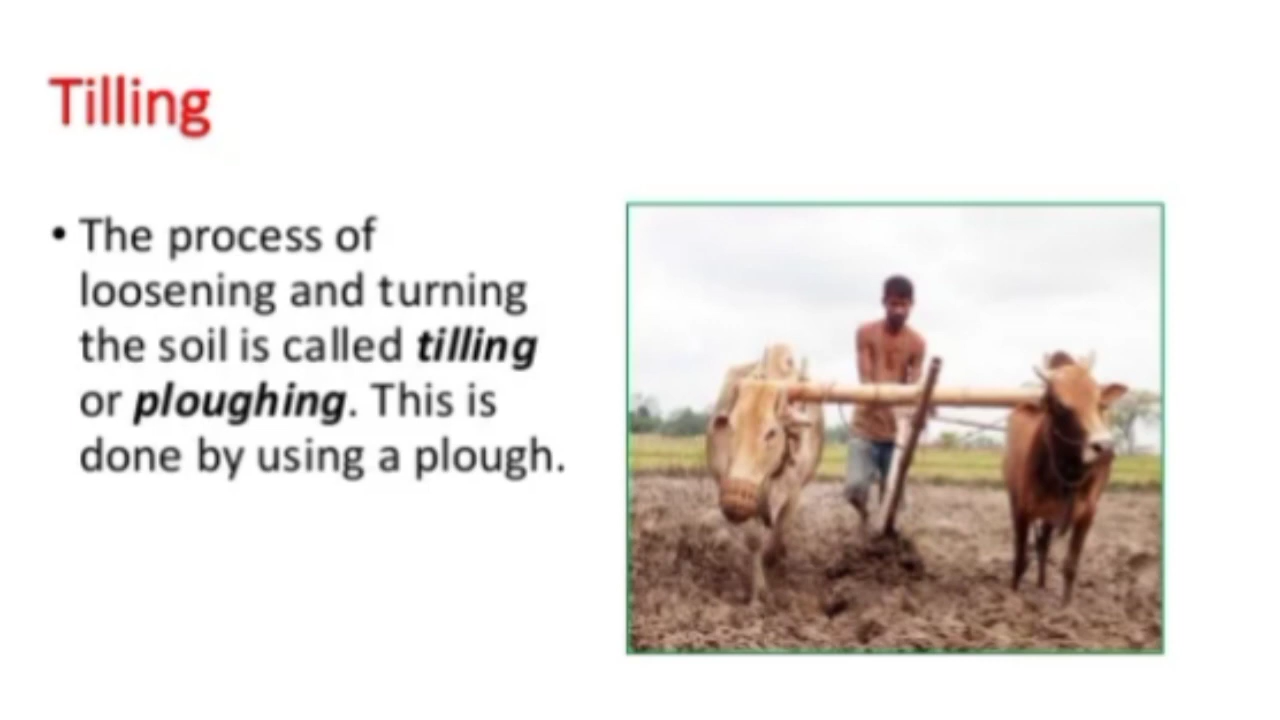 Tilling
• The process of
loosening and turning
the soil is called tilling
or ploughing. This is
done by using a plough.